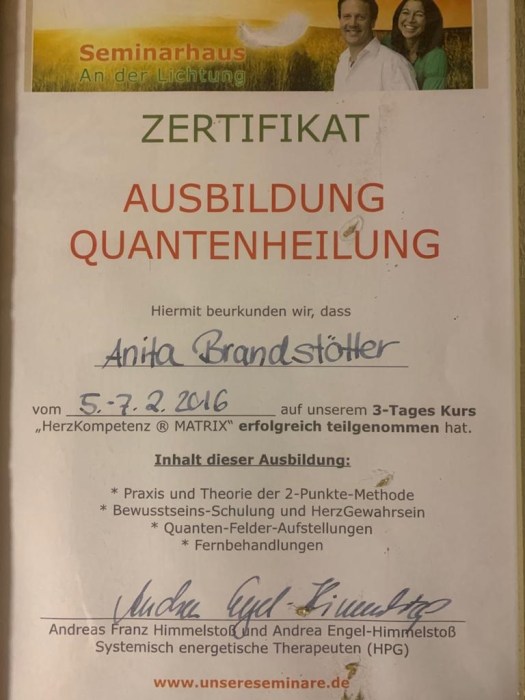 Seminarhaus
An der Lichtung
ZERTIFIKAT
AUSBILDUNG
QUANTENHEILUNG
Hiermit beurkunden wir, dass
Anita Brandstötter
vom 5.-7.2.2016 auf unserem 3-Tages Kurs
„HerzKompetenz ® MATRIX" erfolgreich teilgenommen hat.
Inhalt dieser Ausbildung:
* Praxis und Theorie der 2-Punkte-Methode
* Bewusstseins-Schulung und HerzGewahrsein
* Quanten-Felder-Aufstellungen
* Fernbehandlungen
Andrea Engel-Himmelstoß
Andreas Franz Himmelstoß und Andrea Engel-Himmelstoß
Systemisch energetische Therapeuten (HPG)
www.unsereseminare.de